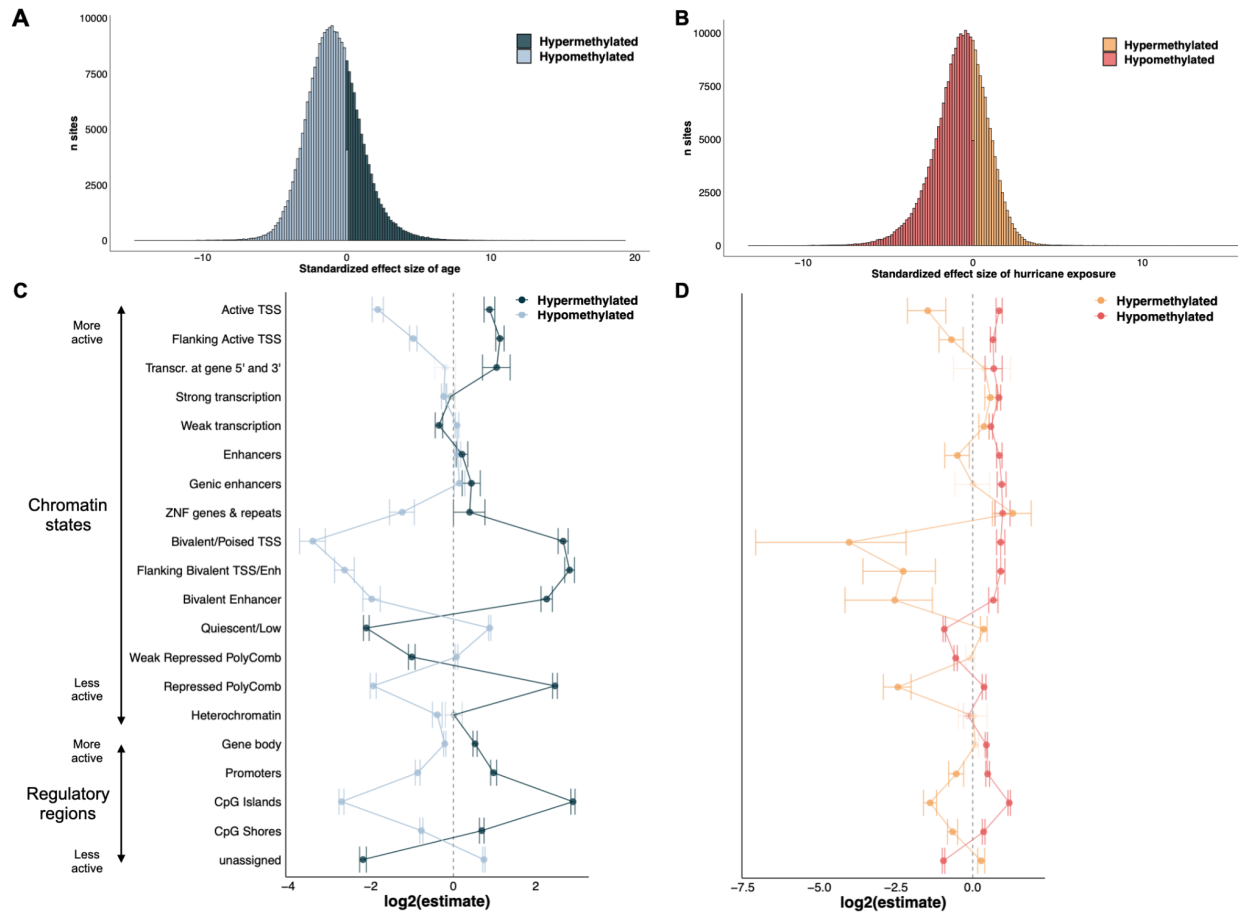 A
10000
7500
5000
2500
0
n sites
Hypermethylated
Hypomethylated
−10
0
10
20
Standardized effect size of age
B
10000
7500
5000
2500
0
n sites
Hypermethylated
Hypomethylated
−10
0
10
Standardized effect size of hurricane exposure
C
Hypermethylated
Hypomethylated
More
active
Chromatin
states
Less
active
More
active
Regulatory
regions
Less
active
Active TSS
Flanking Active TSS
Transcr. at gene 5' and 3'
Strong transcription
Weak transcription
Enhancers
Genic enhancers
ZNF genes & repeats
Bivalent/Poised TSS
Flanking Bivalent TSS/Enh
Bivalent Enhancer
Quiescent/Low
Weak Repressed PolyComb
Repressed PolyComb
Heterochromatin
Gene body
Promoters
CpG Islands
CpG Shores
unassigned
−4
−2
0
2
log2(estimate)
D
Hypermethylated
Hypomethylated
−7.5
−5.0
−2.5
0.0
log2(estimate)